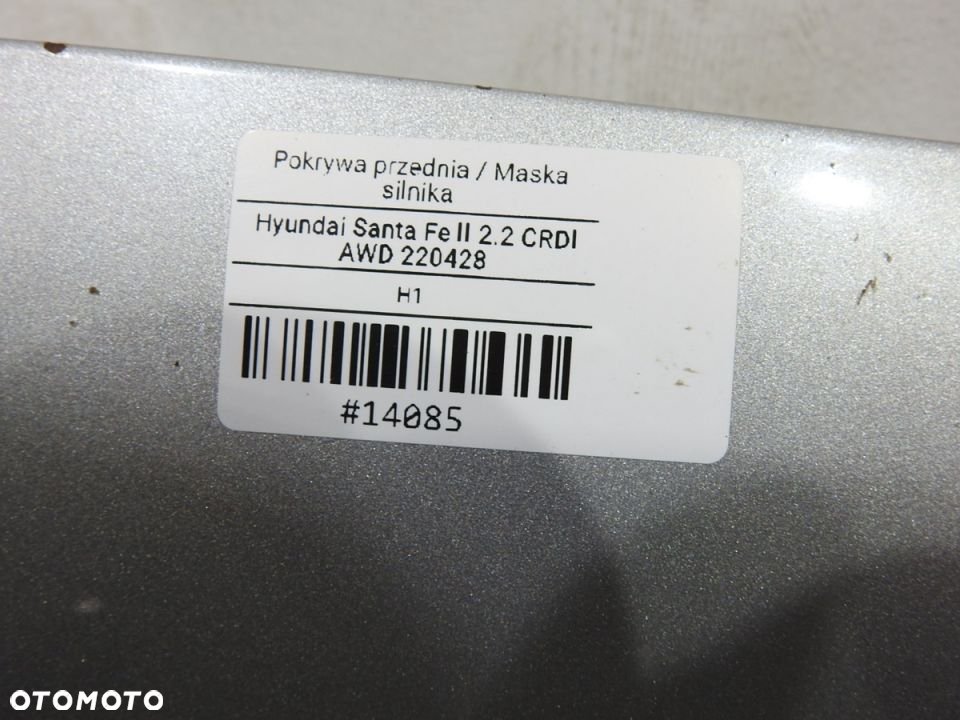 Pokrywa przednia / Maska
silnika
Hyundai Santa Fe II 2.2 CRDI
AWD 220428
H1
#14085
OTOMOTO